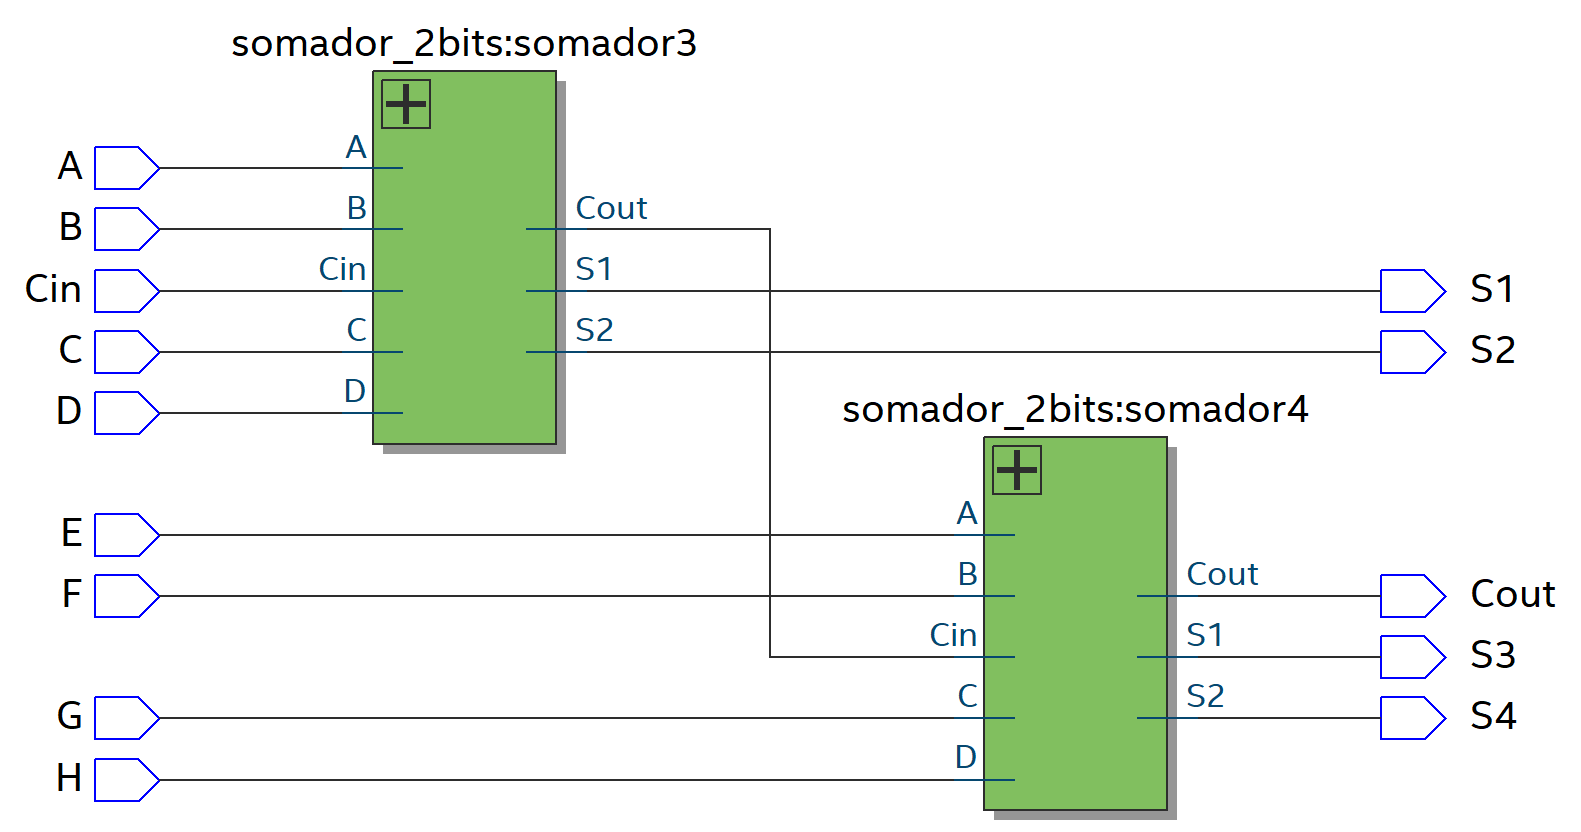 somador_2bits:somador3
A
A
B
B
Cout
Cin
Cin
S1
S1
C
C
S2
S2
D
D
somador_2bits:somador4
E
A
F
B
Cout
Cout
Cin
S1
S3
G
C
S2
S4
H
D